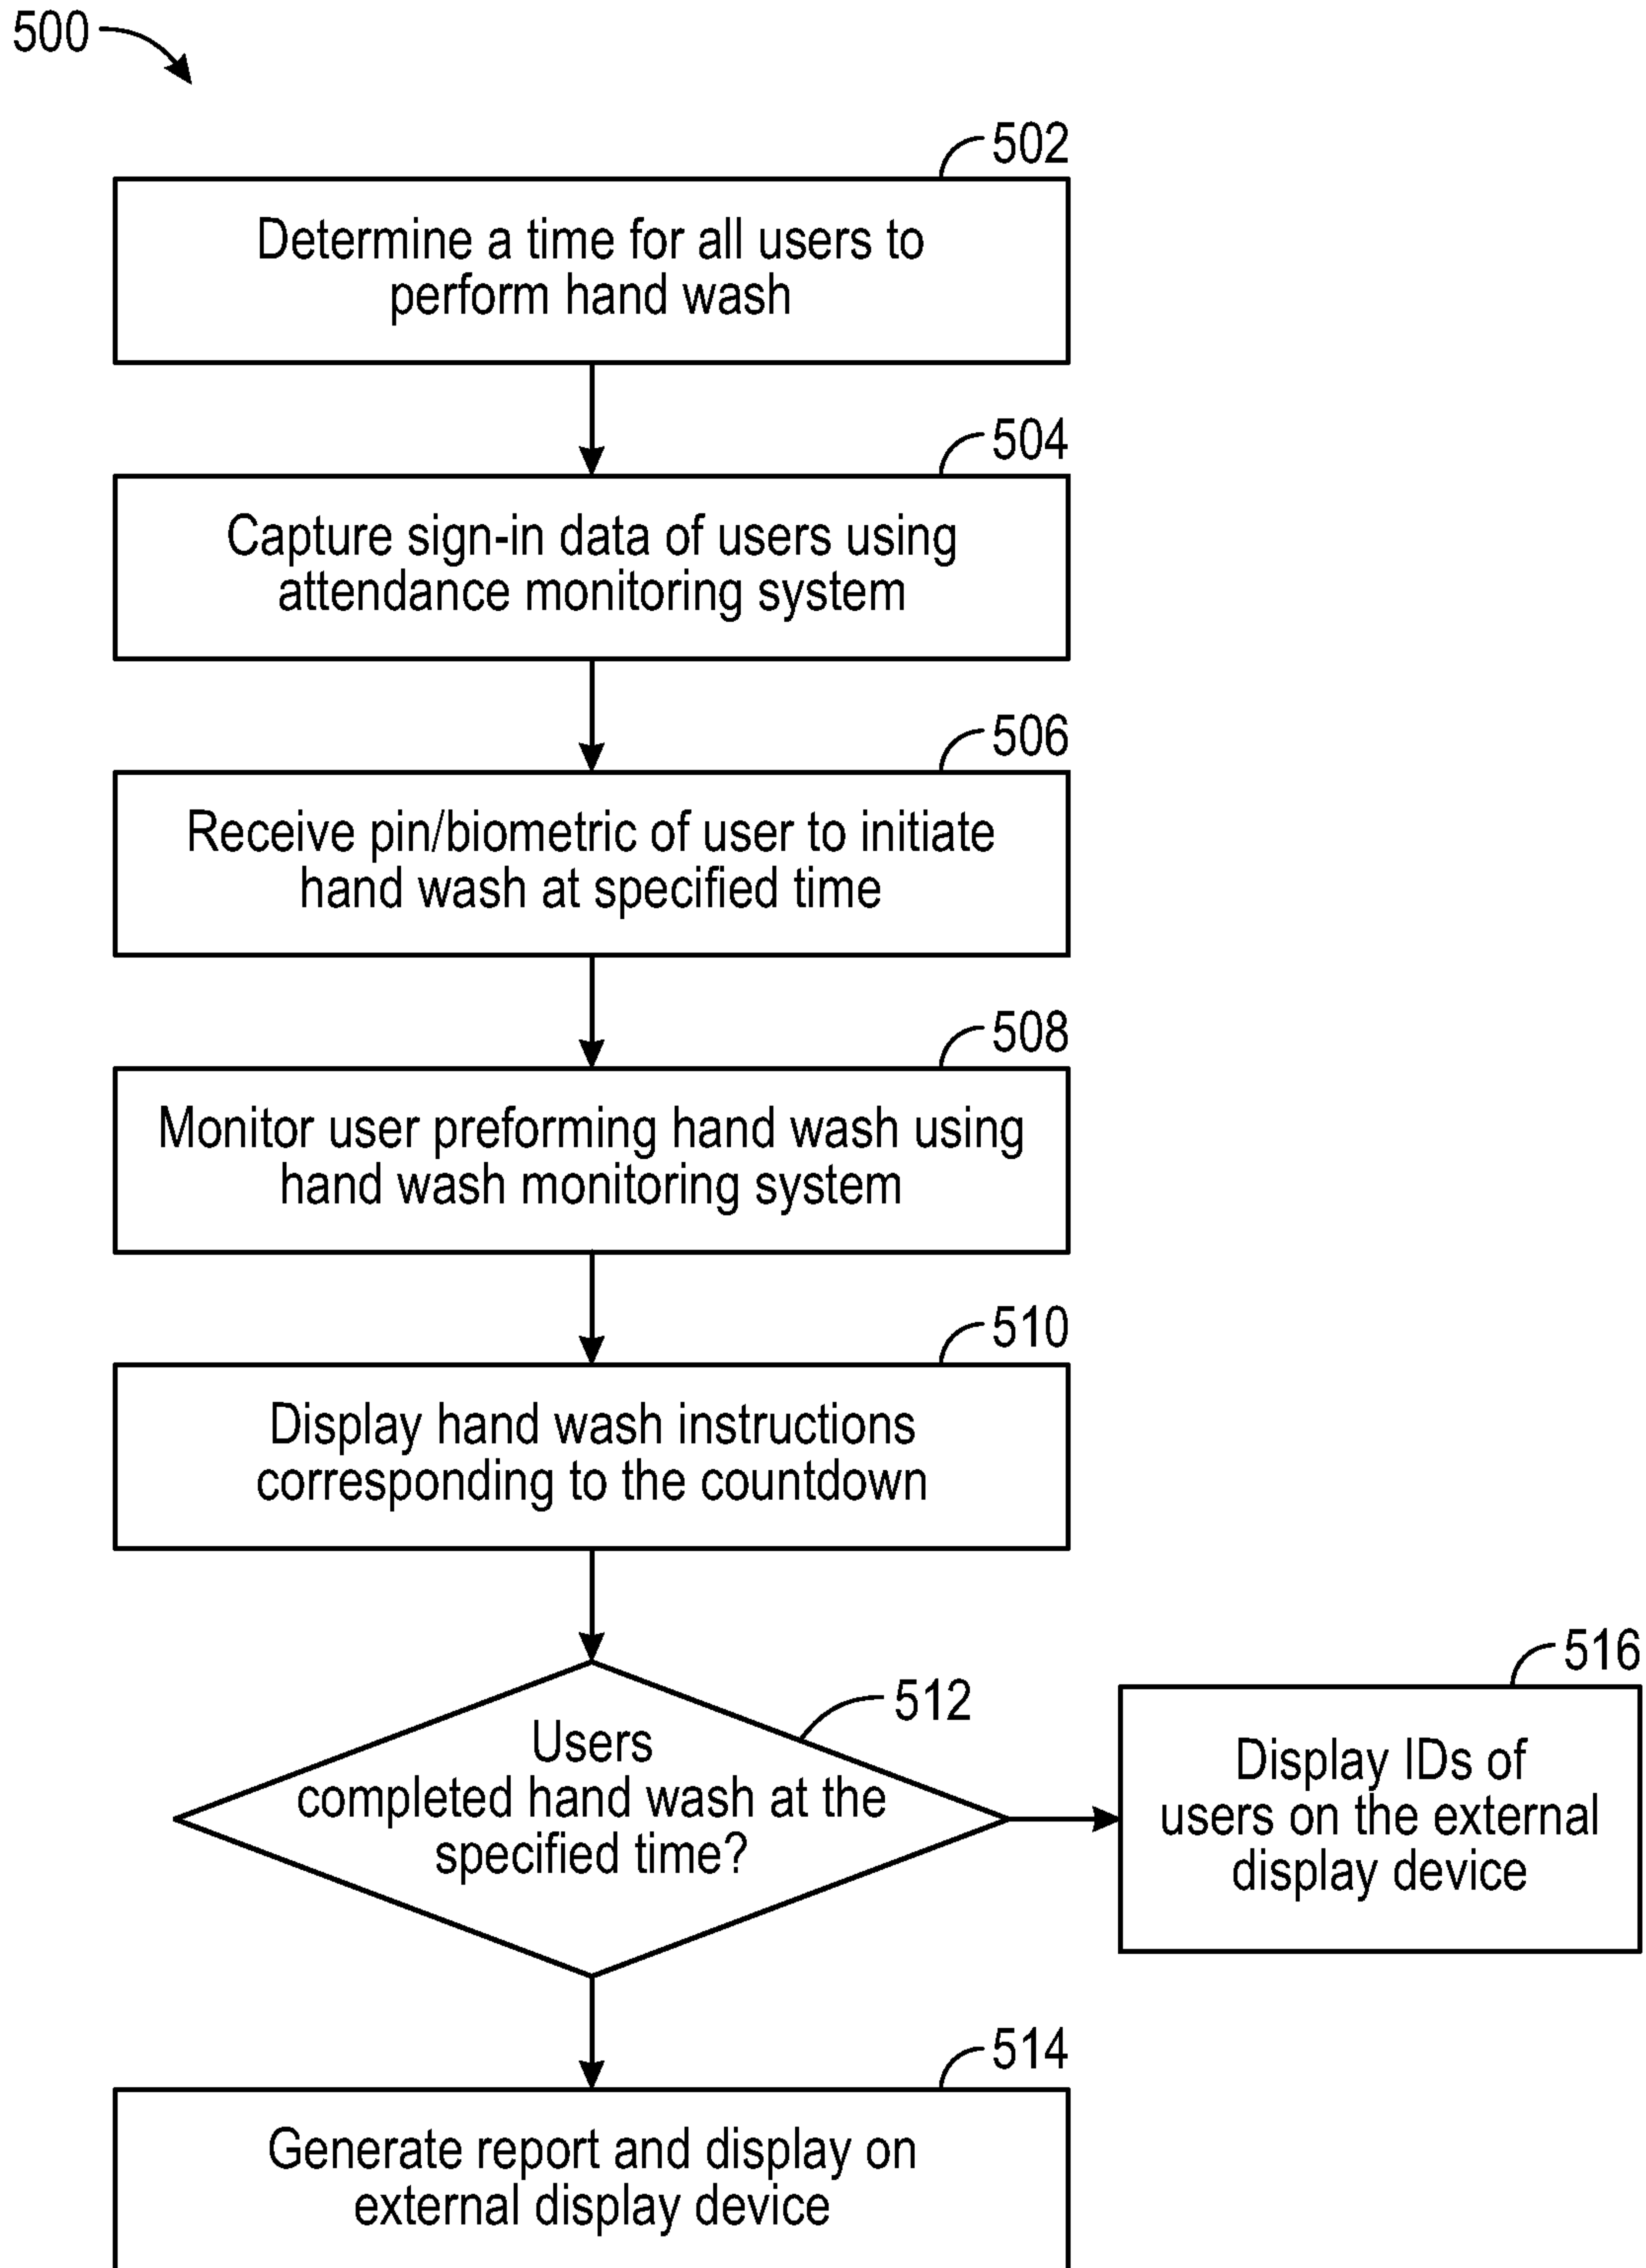 500
502
Determine a time for all users to
perform hand wash
504
Capture sign-in data of users using
attendance monitoring system
506
Receive pin/biometric of user to initiate
hand wash at specified time
508
Monitor user preforming hand wash using
hand wash monitoring system
510
Display hand wash instructions
corresponding to the countdown
512
Users
completed hand wash at the
specified time?
516
Display IDs of
users on the external
display device
514
Generate report and display on
external display device